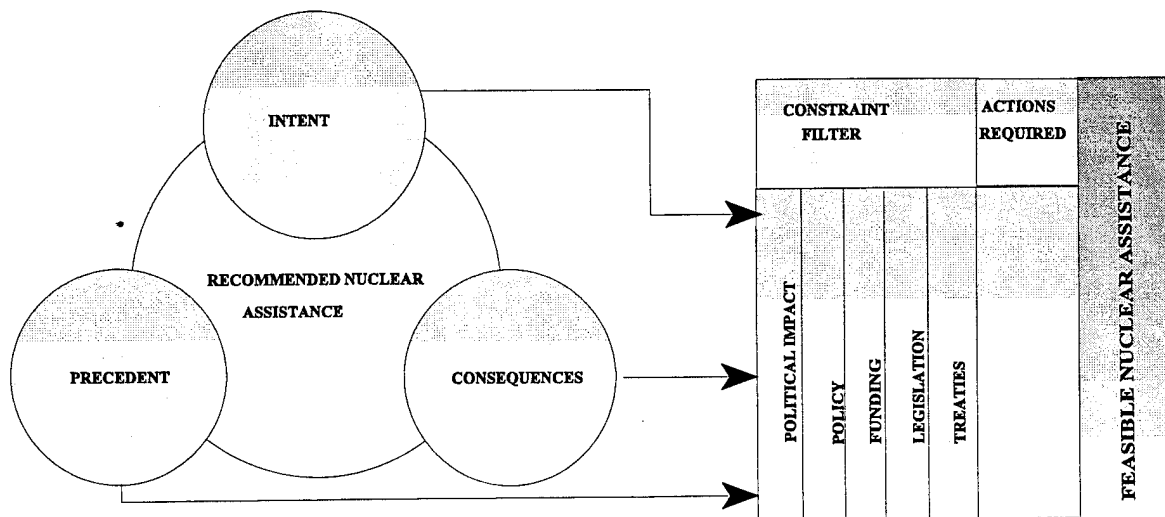 INTENT
RECOMMENDED NUCLEAR
ASSISTANCE
PRECEDENT
CONSEQUENCES
CONSTRAINT
FILTER
ACTIONS
REQUIRED
POLITICAL IMPACT
POLICY
FUNDING
LEGISLATION
TREATIES
FEASIBLE NUCLEAR ASSISTANCE